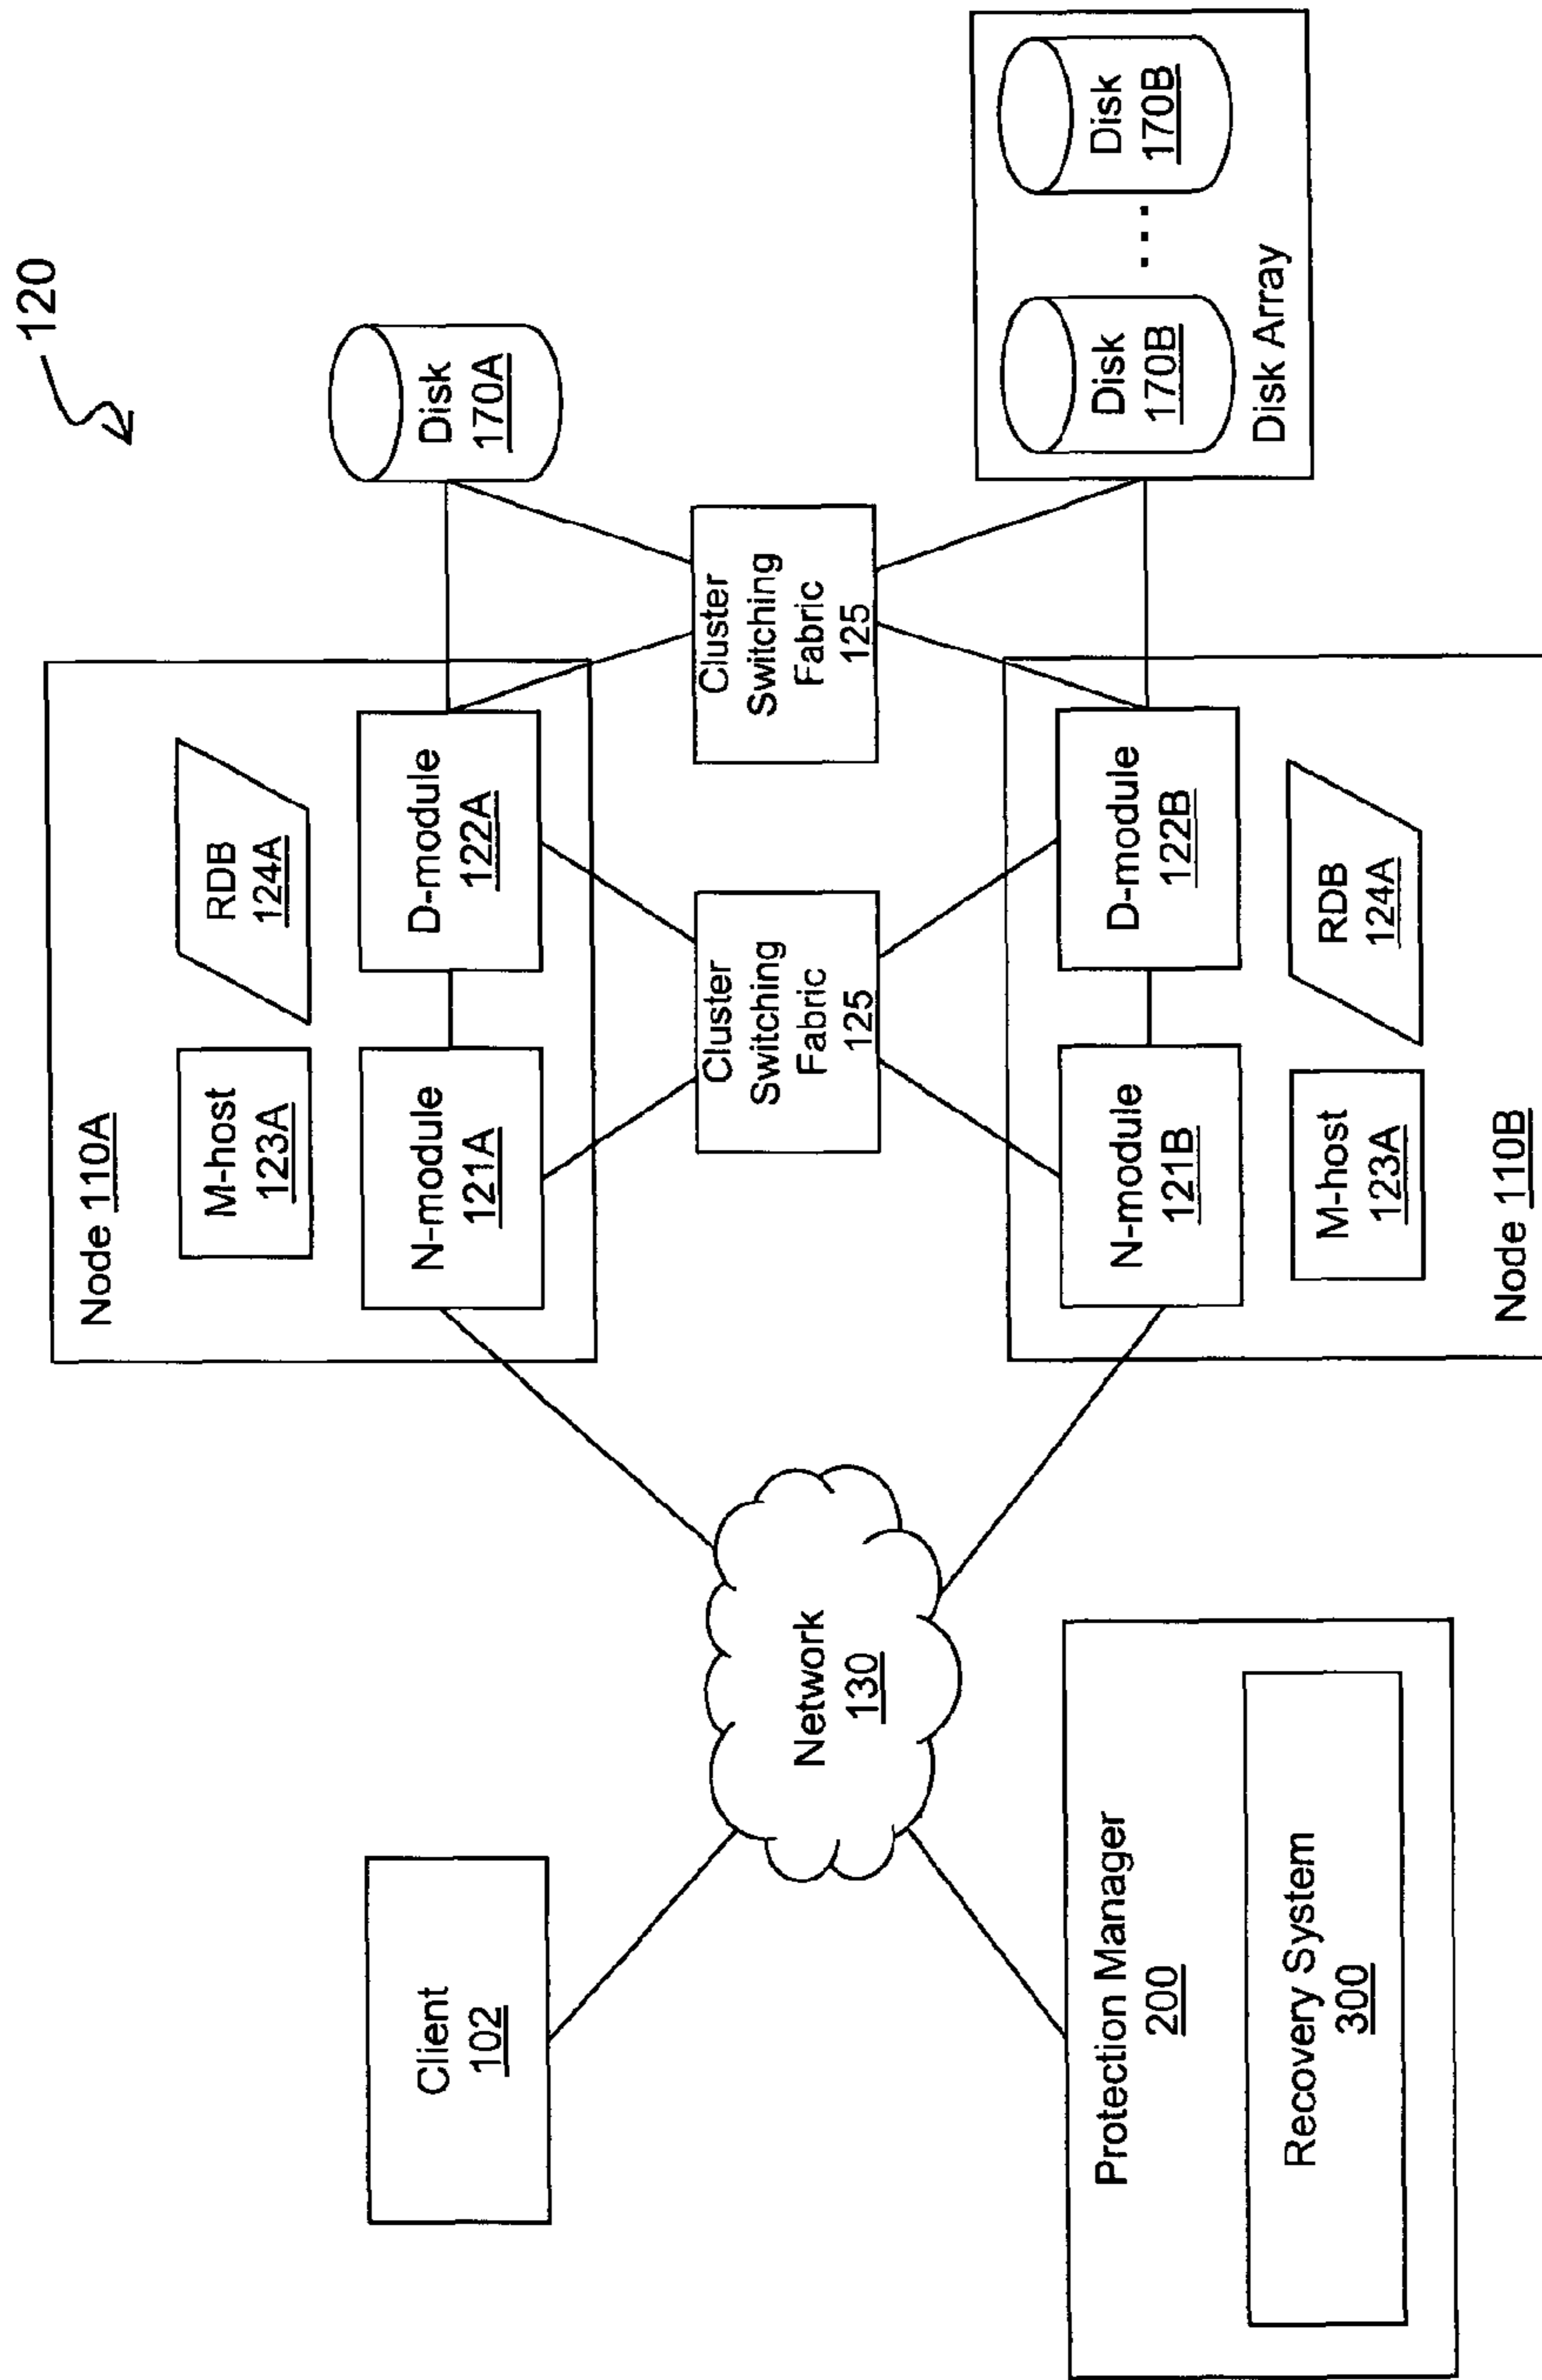 120
Node 110A
M-host
123A
RDB
124A
N-module
121A
D-module
122A
Disk
170A
Client
102
Network
130
Cluster
Switching
Fabric
125
Cluster
Switching
Fabric
125
Protection Manager
200
Recovery System
300
N-module
121B
D-module
122B
M-host
123A
RDB
124A
Node 110B
Disk
170B
...
Disk
170B
Disk Array